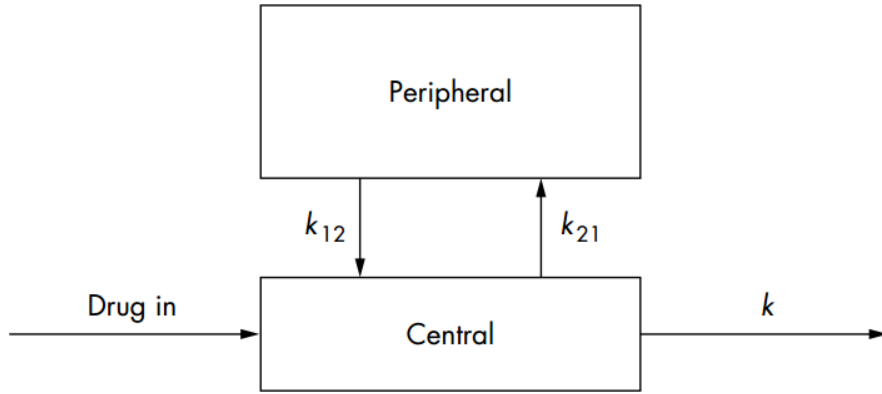 Peripheral
k12
k21
Drug in
k
Central